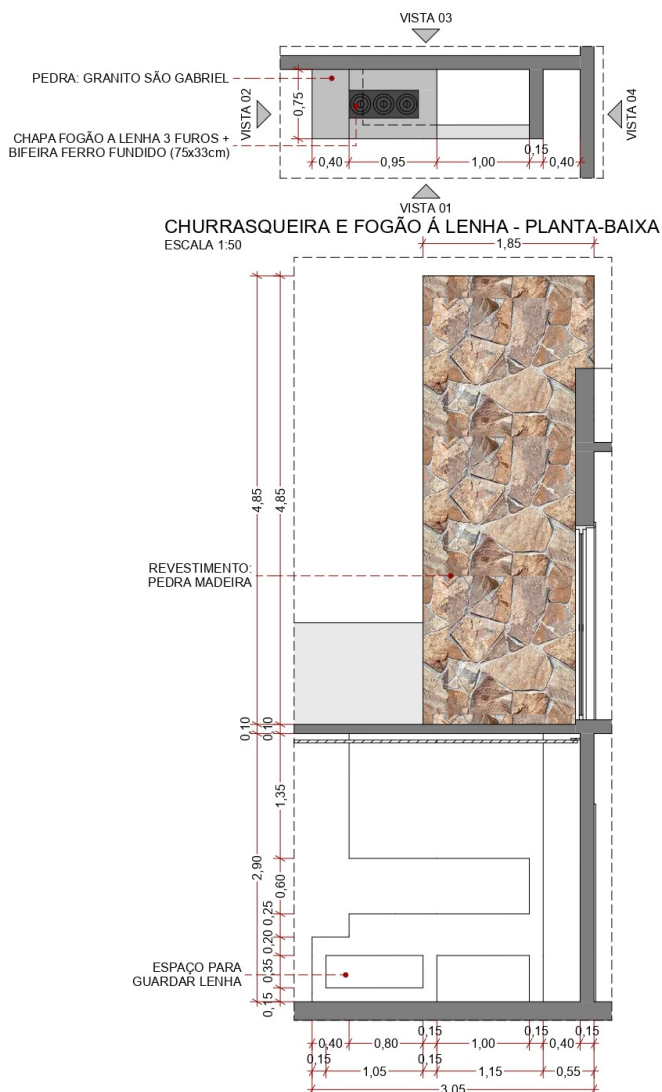 VISTA 03
PEDRA: GRANITO SÃO GABRIEL
0,75
VISTA 02
VISTA 04
CHAPA FOGÃO A LENHA 3 FUROS +
BIFEIRA FERRO FUNDIDO (75x33cm)
0,15
0,40 0,95 1,00 0,40
VISTA 01
CHURRASQUEIRA E FOGÃO Á LENHA - PLANTA-BAIXA
ESCALA 1:50
1,85
4,85 4,85
REVESTIMENTO:
PEDRA MADEIRA
0,10 0,10
1,35
2,90
0,60
0,25
0,20
ESPAÇO PARA
GUARDAR LENHA
0,35
0,15
0,15 0,15 0,15
0,40 0,80 1,00 0,40
0,15 0,15
1,05 1,15 0,55
3,05